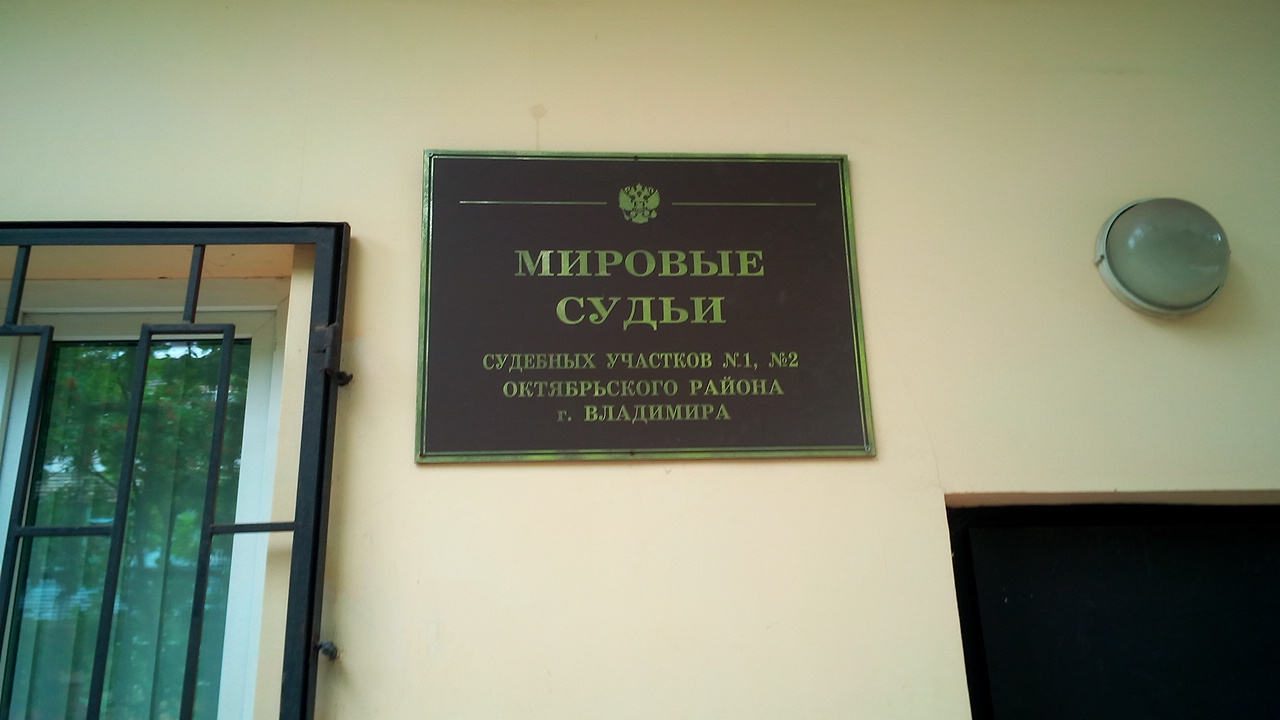 МИРОВЫЕ
СУДЬИ
СУДЕБНЫХ УЧАСТКОВ №1, №2
ОКТЯБРЬСКОГО РАЙОНА
г. ВЛАДИМИРА